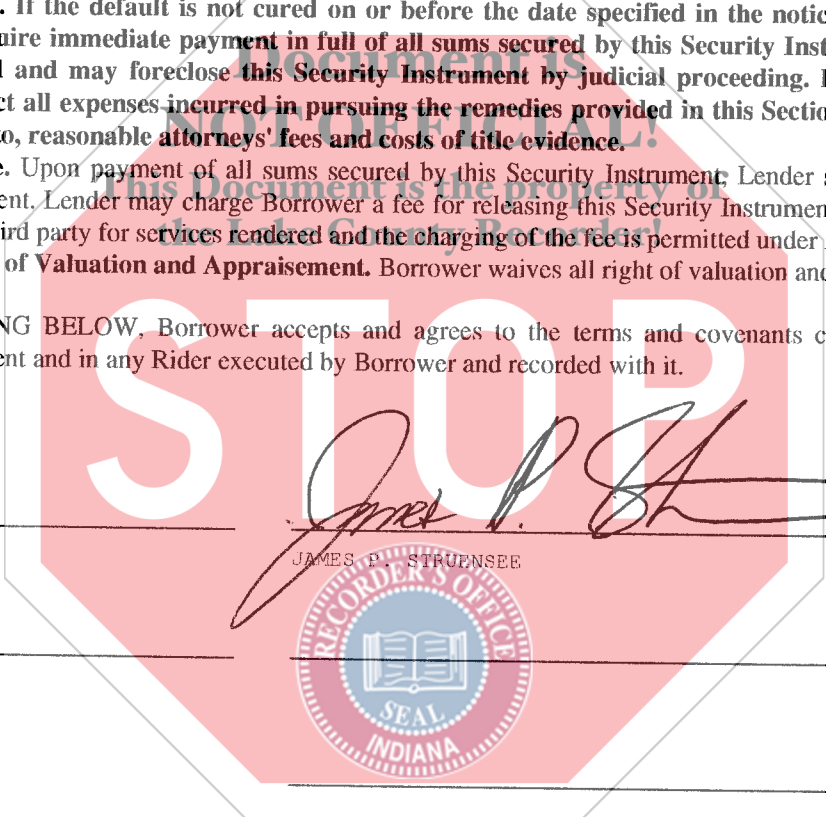 . If the default is not cured on or before the date specified in the notic
uire immediate payment in full of all sums secured by this Security Inst
and may foreclose this Security Instrument by judicial proceeding.
ct all expenses incurred in pursuing the remedies provided in this Sectio
to, reasonable attorneys' fees and costs of title evidence.
e. Upon payment of all sums secured by this Security Instrument, Lender
ent. Lender may charge Borrower a fee for releasing this Security Instrumen
ird party for services rendered and the charging of the fee is permitted under
of Valuation and Appraisement. Borrower waives all right of valuation and
NG BELOW, Borrower accepts and agrees to the terms and covenants c
ent and in any Rider executed by Borrower and recorded with it.
Document is
NOT OFFICIAL!
This Document is the property of
the Lake County Recorder!
STOP
James P. St
JAMES P. STRUENSEE
RECORDER'S OFFICE
SEAL
INDIANA